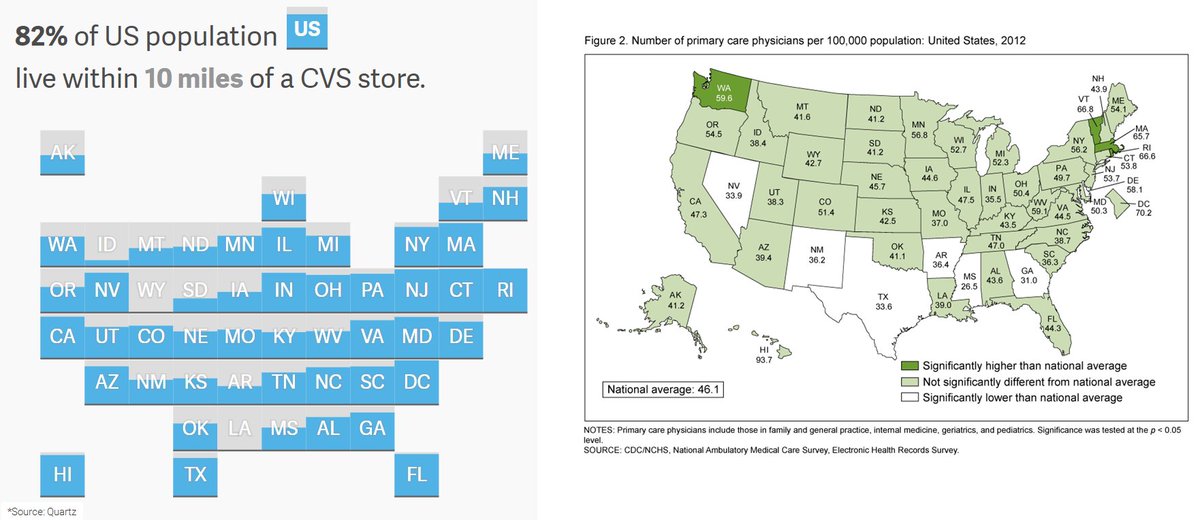 82% of US population US
live within 10 miles of a CVS store.
AK
ME
WI
VT NH
WA ID MT ND MN IL MI NY MA
OR NV WY SD IA IN OH PA NJ CT RI
CA UT CO NE MO KY WV VA MD DE
AZ NM KS AR TN NC SC DC
OK LA MS AL GA
HI TX FL
*Source: Quartz
Figure 2. Number of primary care physicians per 100,000 population: United States, 2012
WA
59.6
OR
54.5
CA
47.3
NV
33.9
ID
38.4
MT
41.6
WY
42.7
UT
38.3
AZ
39.4
CO
51.4
NM
36.2
ND
41.2
SD
41.2
NE
45.7
KS
42.5
OK
41.1
TX
33.6
MN
56.8
IA
44.6
MO
37.0
AR
36.4
LA
39.0
WI
52.7
IL
47.5
MI
52.3
IN
35.5
OH
50.4
KY
43.5
TN
47.0
MS
26.5
AL
43.6
GA
31.0
FL
44.3
SC
36.3
NC
38.7
VA
44.5
WV
59.1
PA
49.7
NY
56.2
VT
66.8
NH
43.9
ME
54.1
MA
65.7
RI
66.6
CT
53.8
NJ
53.7
DE
58.1
MD
50.3
DC
70.2
AK
41.2
HI
93.7
National average: 46.1
Significantly higher than national average
Not significantly different from national average
Significantly lower than national average
NOTES: Primary care physicians include those in family and general practice, internal medicine, geriatrics, and pediatrics. Significance was tested at the p < 0.05
level.
SOURCE: CDC/NCHS, National Ambulatory Medical Care Survey, Electronic Health Records Survey.